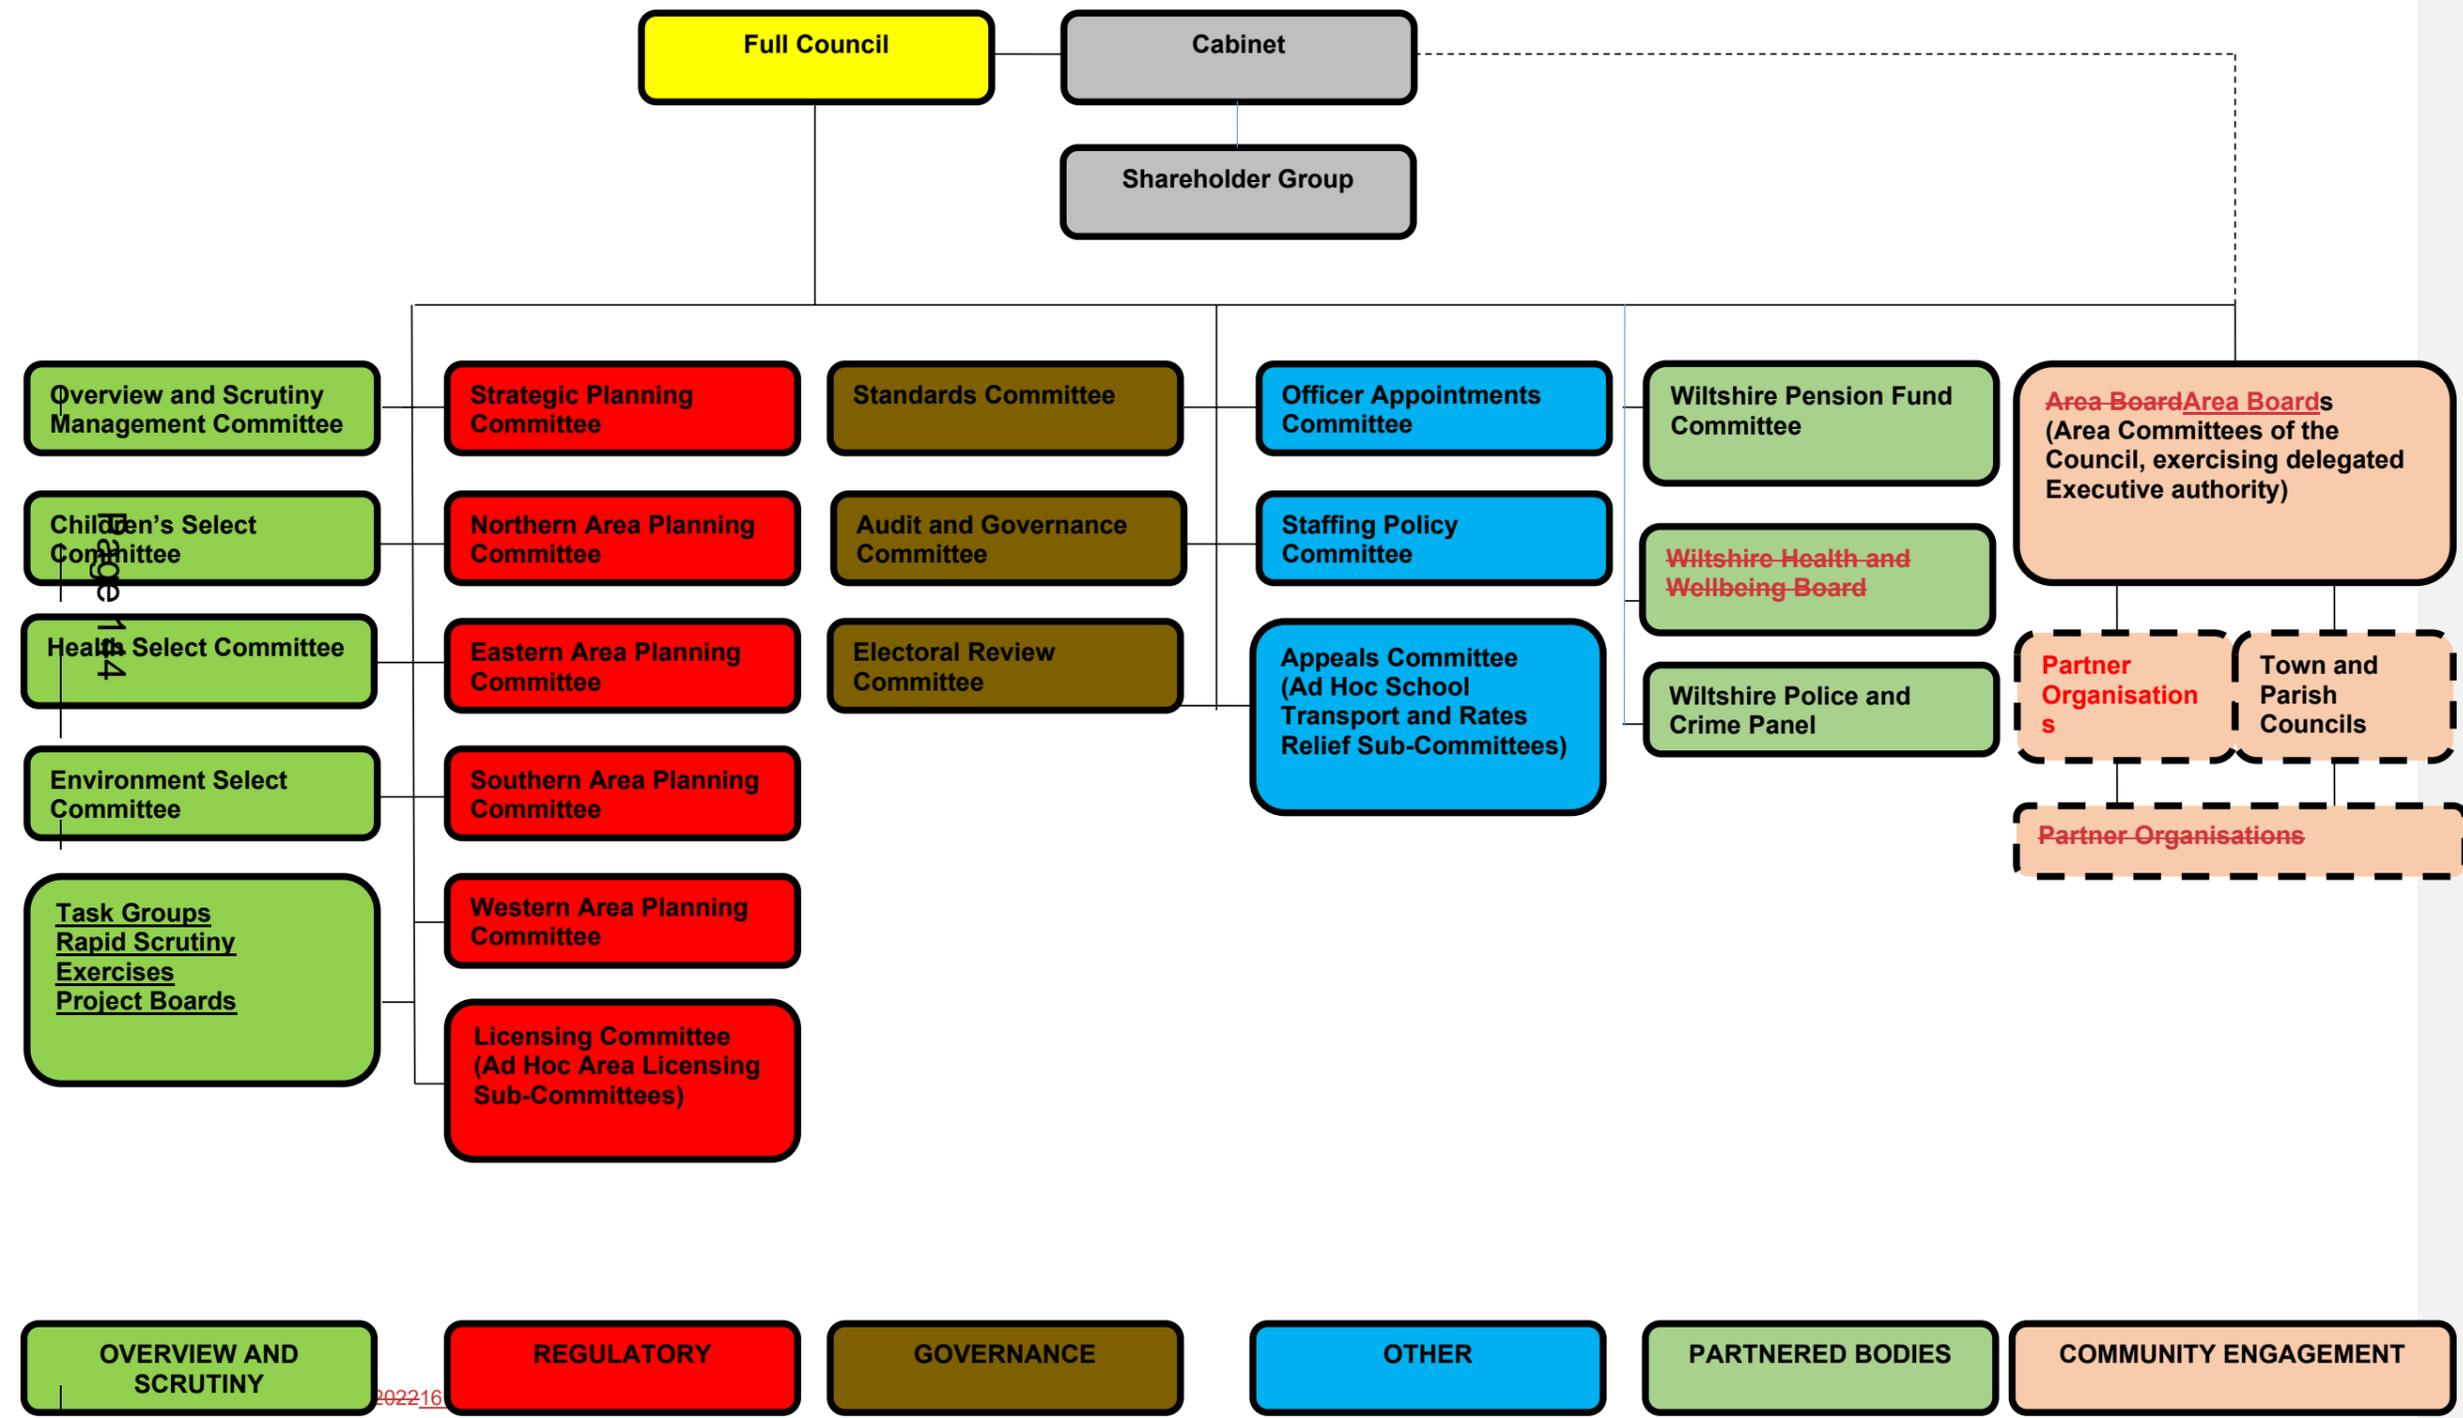 Full Council
Cabinet
Shareholder Group
Overview and Scrutiny
Management Committee
Children’s Select
Committee
Health Select Committee
Environment Select
Committee
Task Groups
Rapid Scrutiny
Exercises
Project Boards
Page 144
Strategic Planning
Committee
Northern Area Planning
Committee
Eastern Area Planning
Committee
Southern Area Planning
Committee
Western Area Planning
Committee
Licensing Committee
(Ad Hoc Area Licensing
Sub-Committees)
Standards Committee
Audit and Governance
Committee
Electoral Review
Committee
Officer Appointments
Committee
Staffing Policy
Committee
Appeals Committee
(Ad Hoc School
Transport and Rates
Relief Sub-Committees)
Wiltshire Pension Fund
Committee
Wiltshire Health and
Wellbeing Board
Wiltshire Police and
Crime Panel
Area BoardArea Boards
(Area Committees of the
Council, exercising delegated
Executive authority)
Partner
Organisation
s
Town and
Parish
Councils
Partner Organisations
OVERVIEW AND
SCRUTINY
202216
REGULATORY
GOVERNANCE
OTHER
PARTNERED BODIES
COMMUNITY ENGAGEMENT